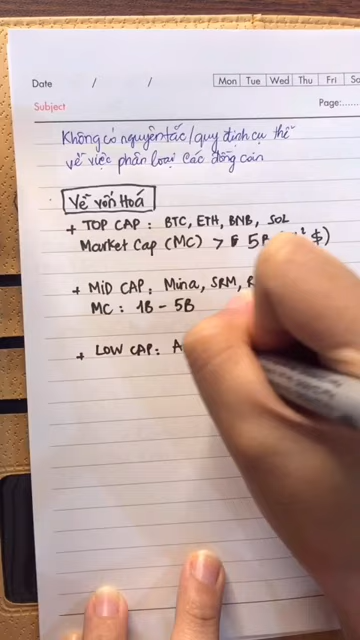 Date / /
Mon Tue Wed Thu Fri
Subject
Page:......
Không có nguyên tắc/quy định cụ thể
về việc phân loại các đồng coin
Về vốn Hoá
+ TOP CAP: BTC, ETH, BNB, SOL
Market Cap (MC) > 5B $)
+ MID CAP: Mina, SRM,
MC: 1B - 5B
+ LOW CAP: